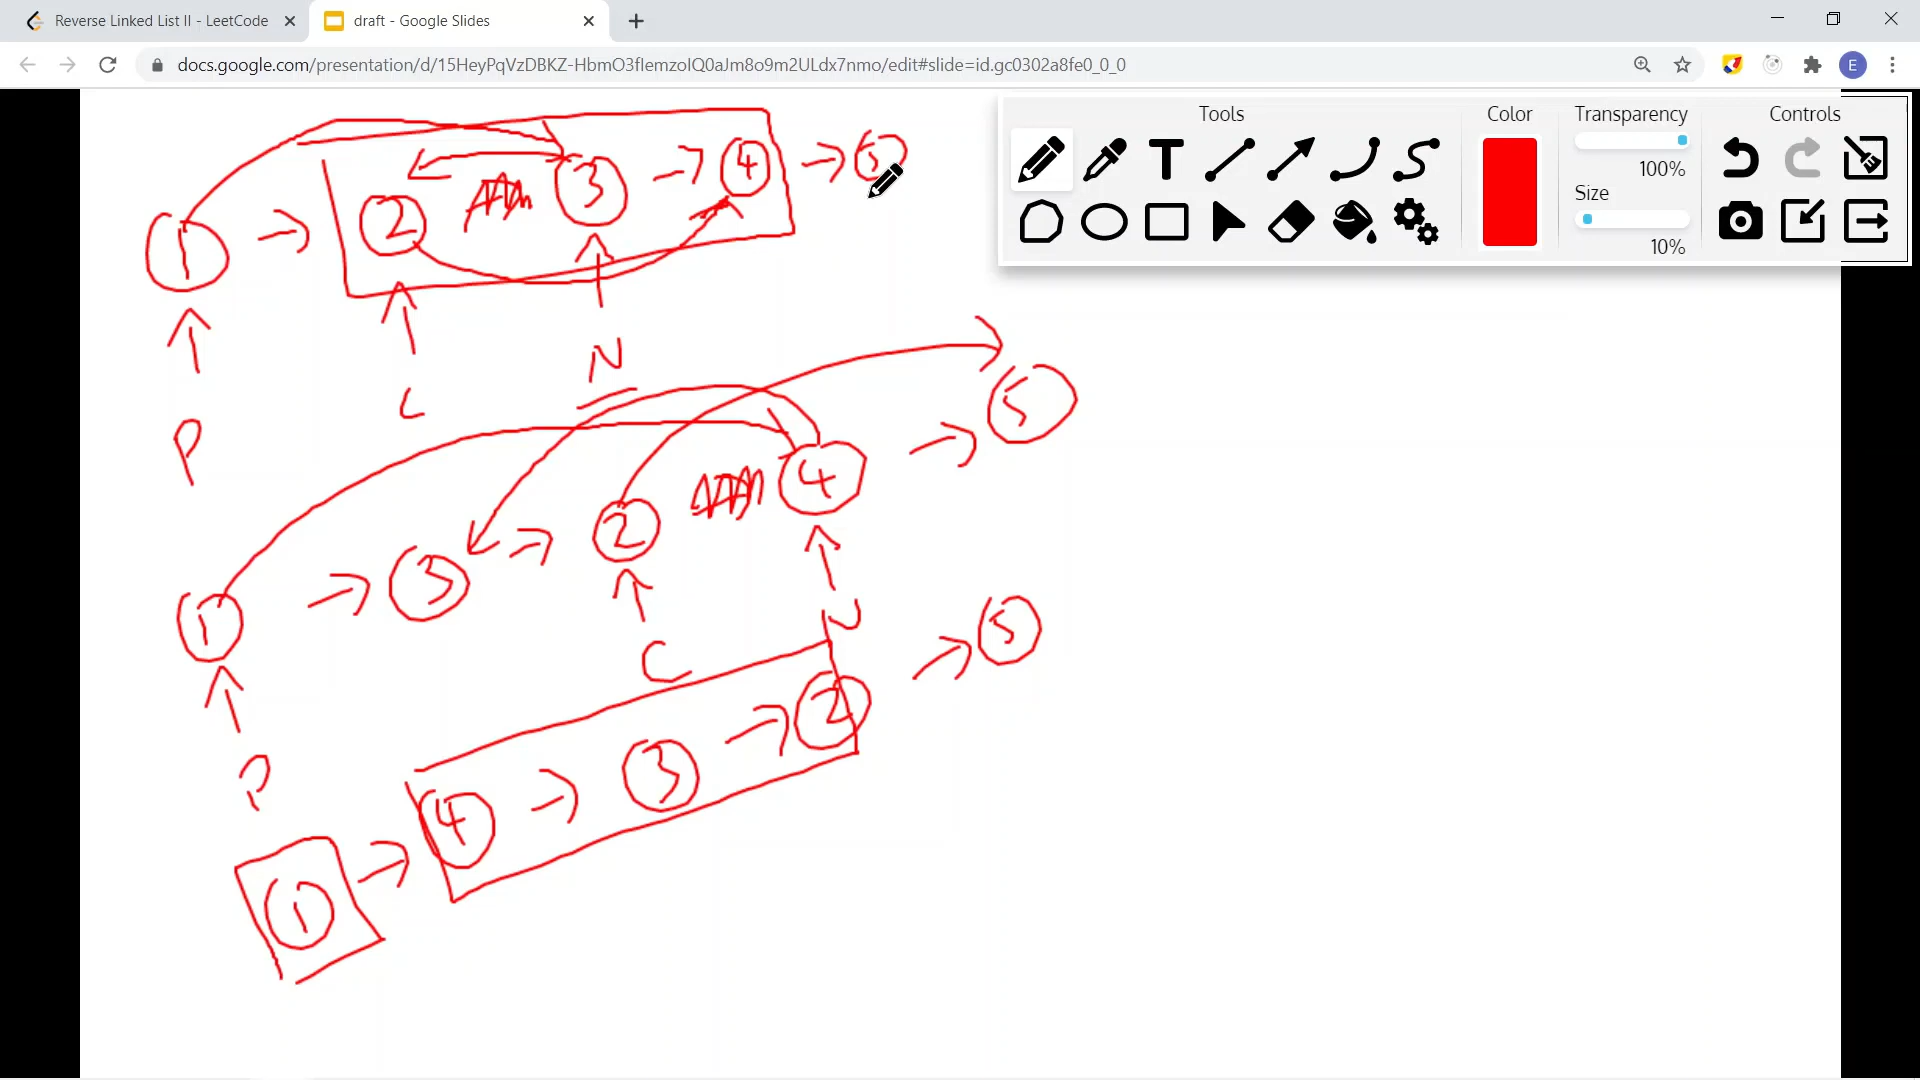 Reverse Linked List II - LeetCode
draft - Google Slides
docs.google.com/presentation/d/15HeyPqVzDBKZ-HbmO3fIemzoIQ0aJm8o9m2ULdx7nmo/edit#slide=id.gc0302a8fe0_0_0
E
Tools
Color
Transparency
Controls
T
100%
Size
10%
1 → 2 3 → 4 → 5
P C N
1 → 3 → 2 4 → 5
P C N
1 → 4 → 3 → 2 → 5